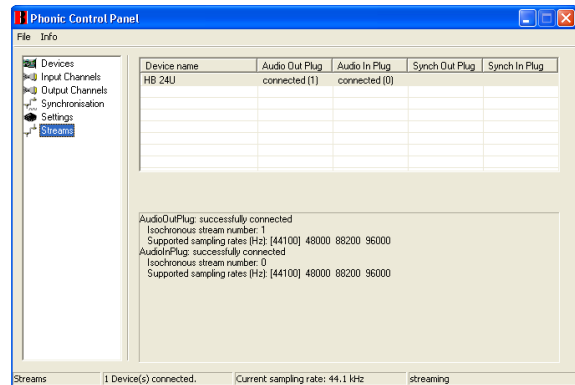 Phonic Control Panel
File Info
Devices
Input Channels
Output Channels
Synchronisation
Settings
Streams
Device name Audio Out Plug Audio In Plug Synch Out Plug Synch In Plug
HB 24U connected (1) connected (0)
AudioOutPlug: successfully connected
Isochronous stream number: 1
Supported sampling rates (Hz): [44100] 48000 88200 96000
AudioInPlug: successfully connected
Isochronous stream number: 0
Supported sampling rates (Hz): [44100] 48000 88200 96000
Streams 1 Device(s) connected. Current sampling rate: 44.1 kHz streaming